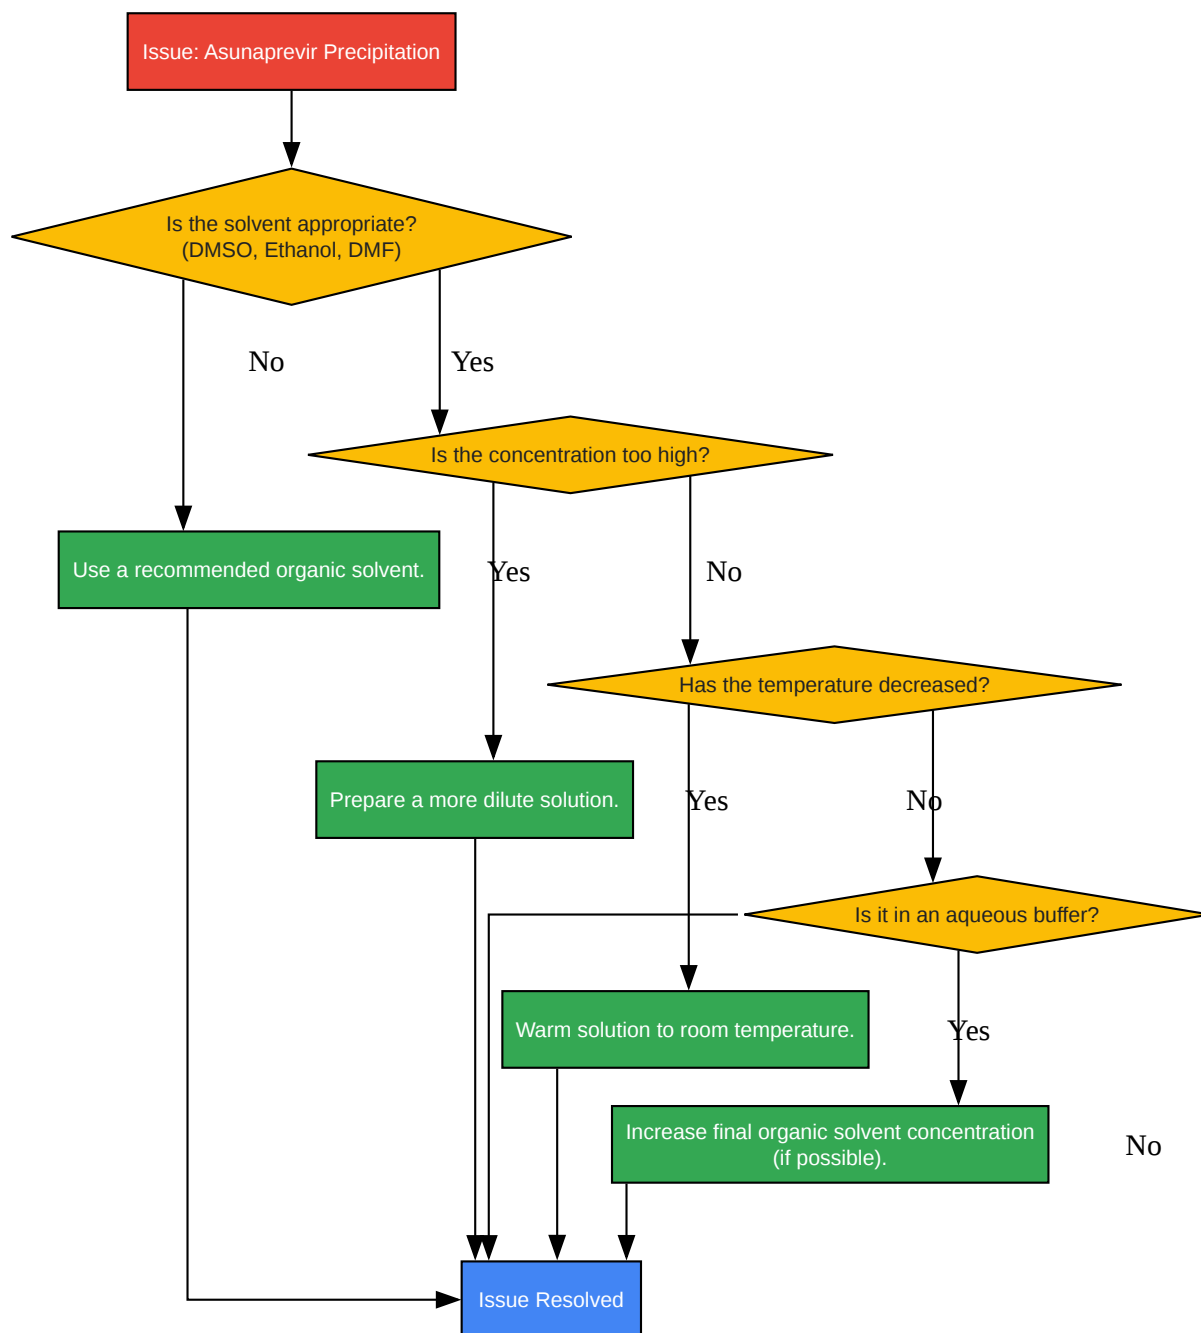 Issue: Asunaprevir Precipitation
Is the solvent appropriate?
(DMSO, Ethanol, DMF)
No
Yes
Is the concentration too high?
Use a recommended organic solvent.
Yes
No
Has the temperature decreased?
Prepare a more dilute solution.
Yes
No
Is it in an aqueous buffer?
Warm solution to room temperature.
Yes
Increase final organic solvent concentration
(if possible).
No
Issue Resolved